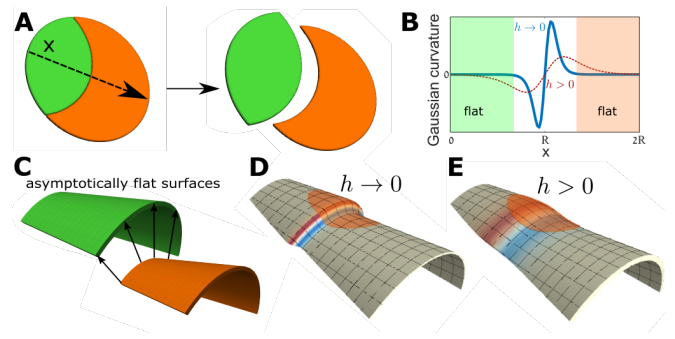 A
x
B
Gaussian curvature
0
h → 0
h > 0
flat
flat
0
R
2R
x
C
asymptotically flat surfaces
D
h → 0
E
h > 0